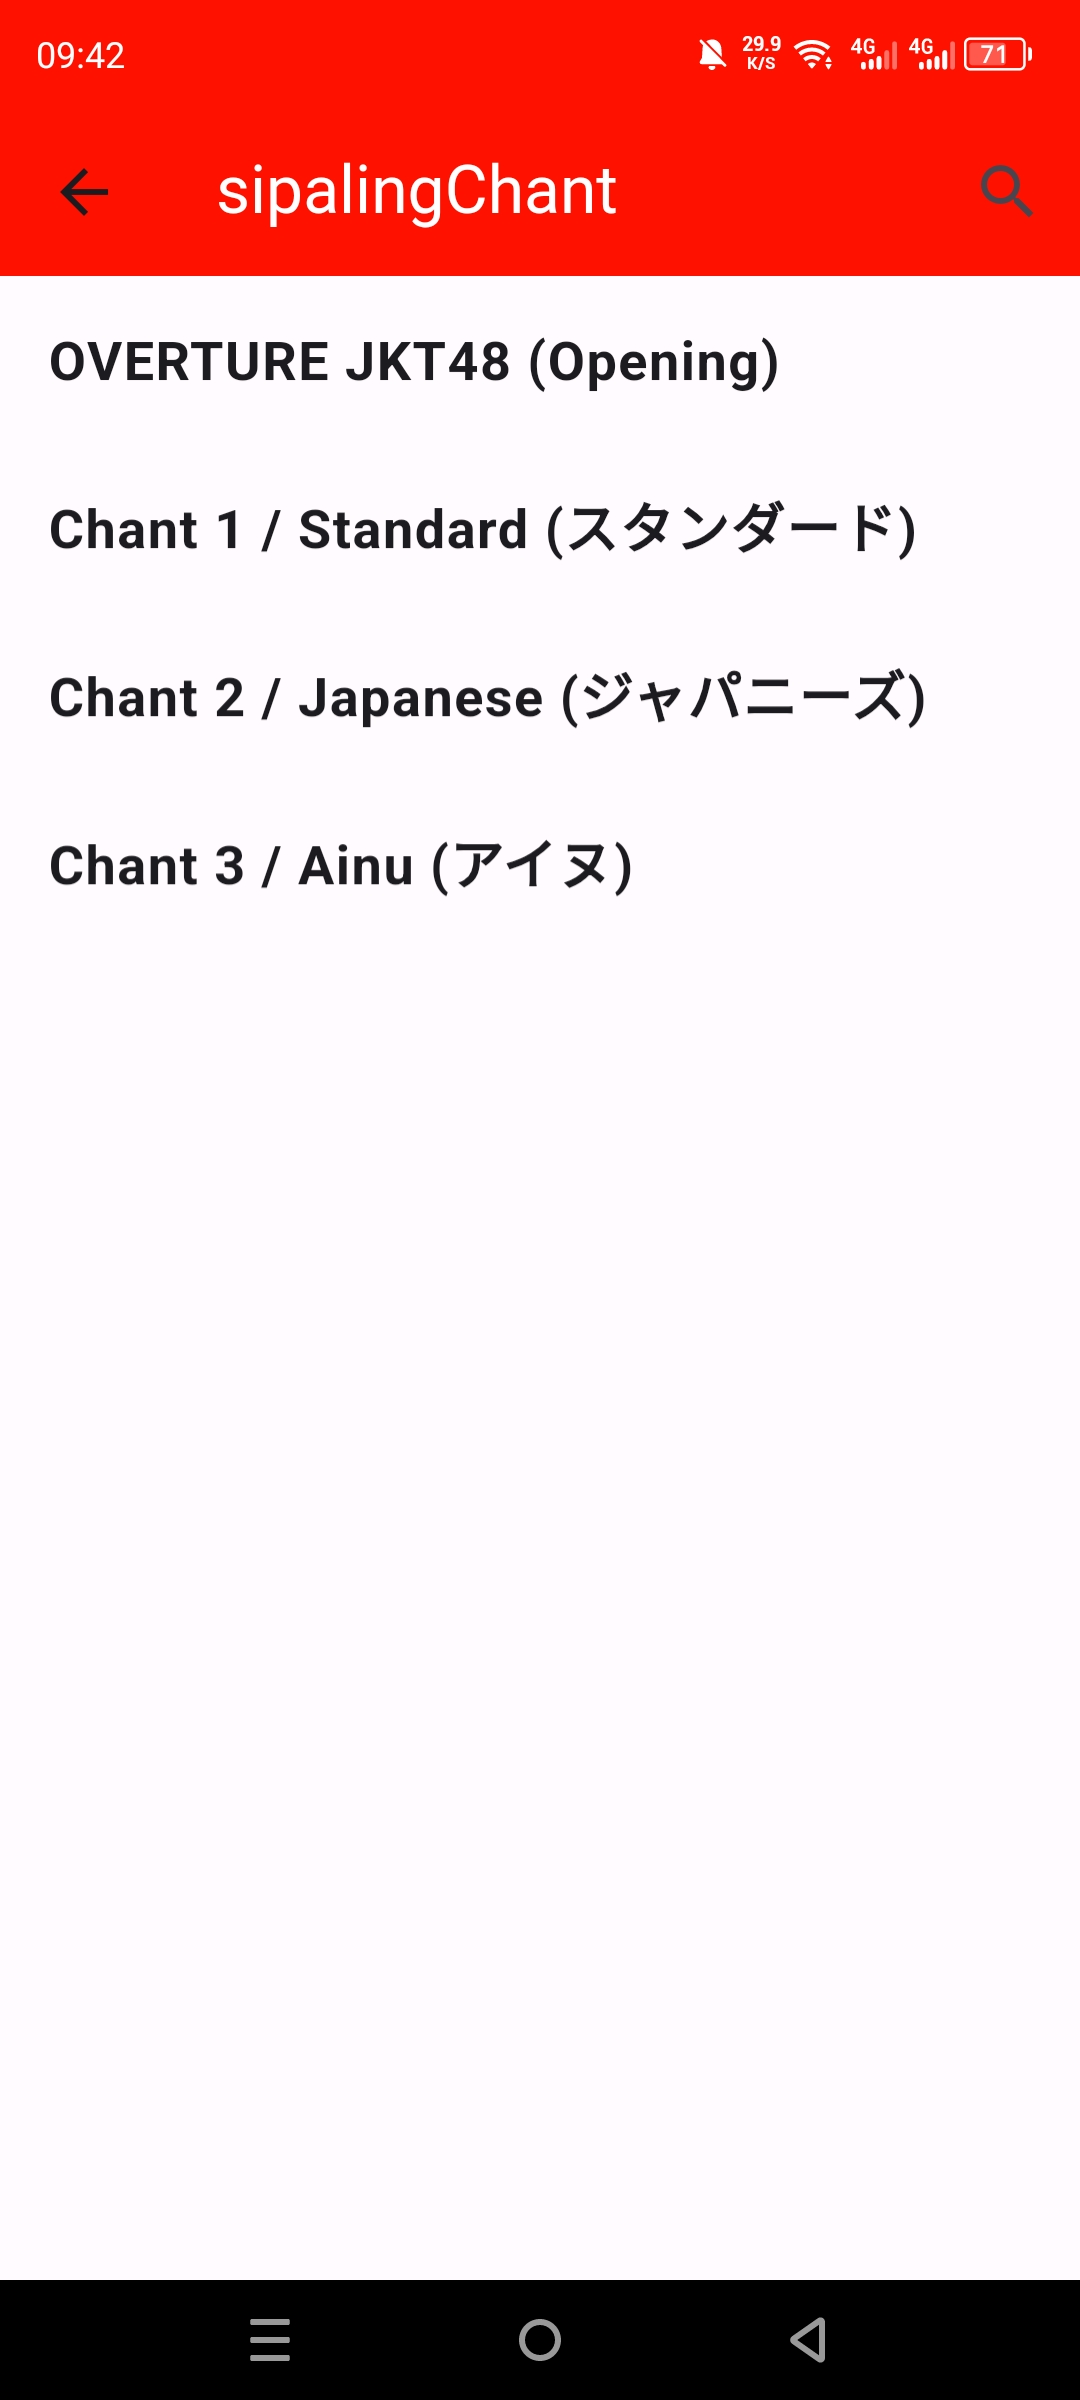 09:42
29.9
K/S
4G
4G
71
sipalingChant
OVERTURE JKT48 (Opening)
Chant 1 / Standard (スタンダード)
Chant 2 / Japanese (ジャパニーズ)
Chant 3 / Ainu (アイヌ)